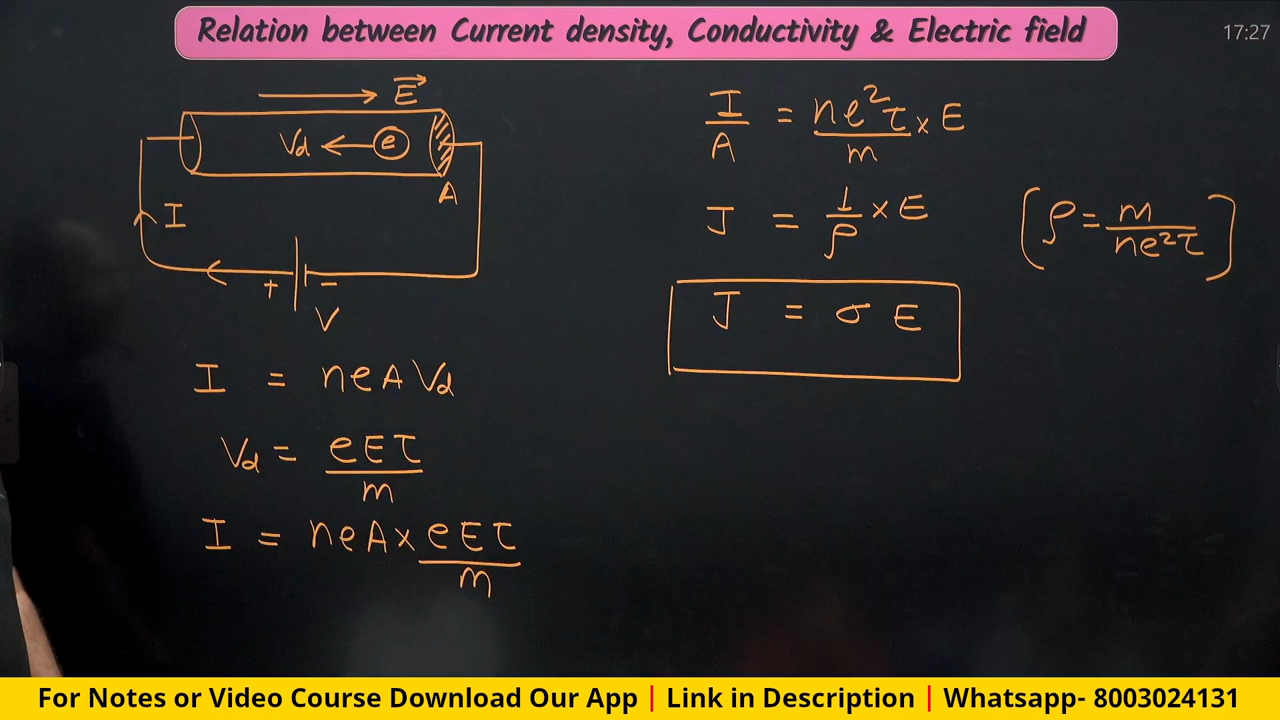 Relation between Current density, Conductivity & Electric field
17:27
E⃗
Vd ← e
A
I
+ −
V
I = neAVd
Vd = eEτ/m
I = neA × eEτ/m
I/A = ne²τ/m × E
J = 1/ρ × E [ρ = m/ne²τ]
J = σ E
For Notes or Video Course Download Our App | Link in Description | Whatsapp- 8003024131